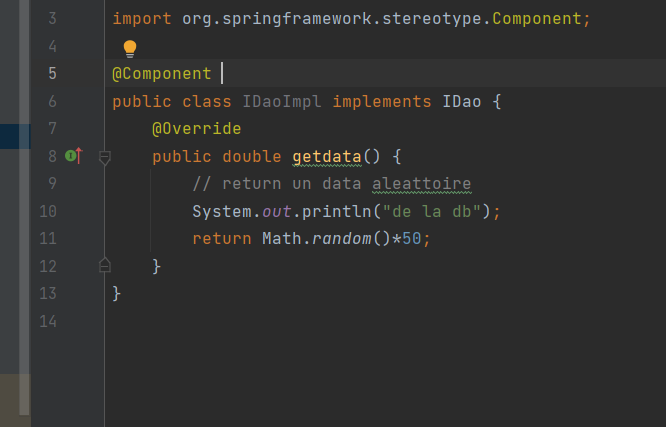 3 import org.springframework.stereotype.Component;
4
5 @Component
6 public class IDaoImpl implements IDao {
7 @Override
8 public double getdata() {
9 // return un data aleattoire
10 System.out.println("de la db");
11 return Math.random()*50;
12 }
13 }
14